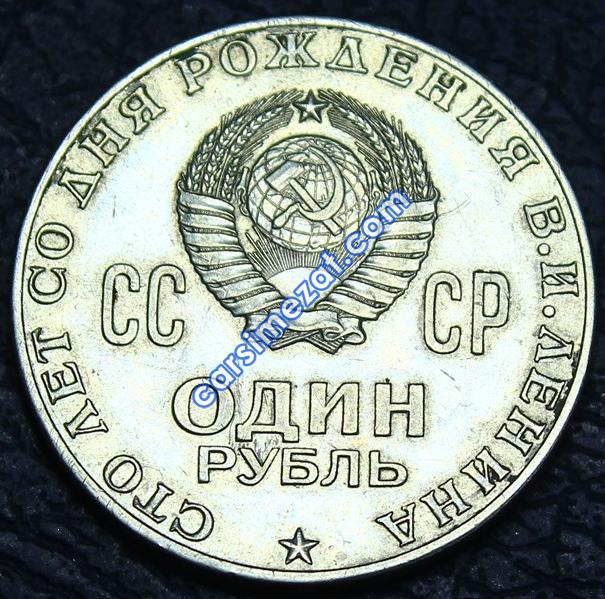 СТО ЛЕТ СО ДНЯ РОЖДЕНИЯ В.И.ЛЕНИНА
СС СР
ОДИН
РУБЛЬ
carsimezat.com